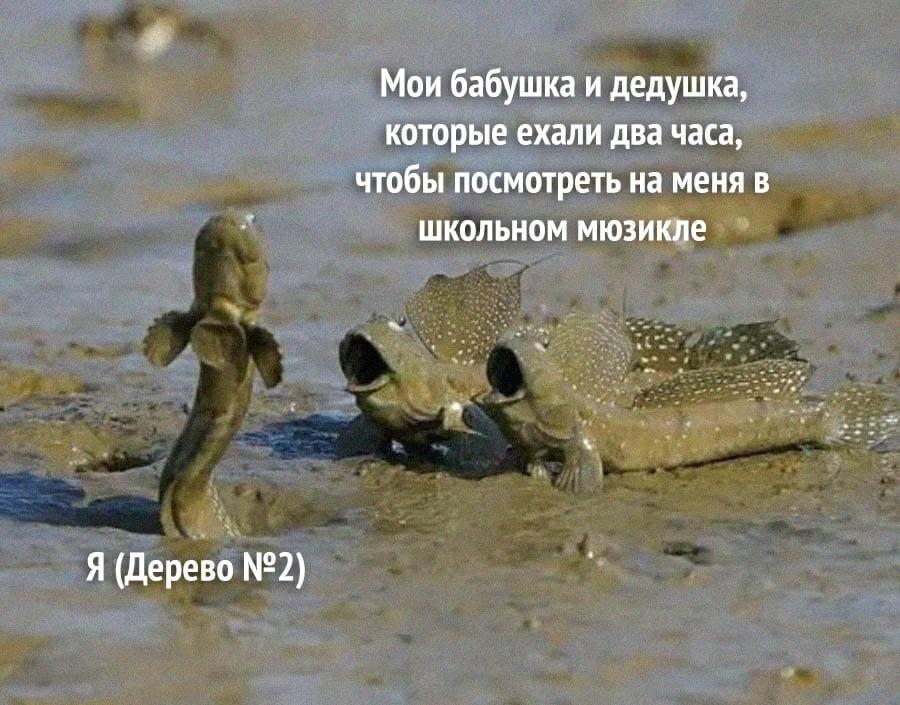 Мои бабушка и дедушка,
которые ехали два часа,
чтобы посмотреть на меня в
школьном мюзикле
Я (Дерево №2)